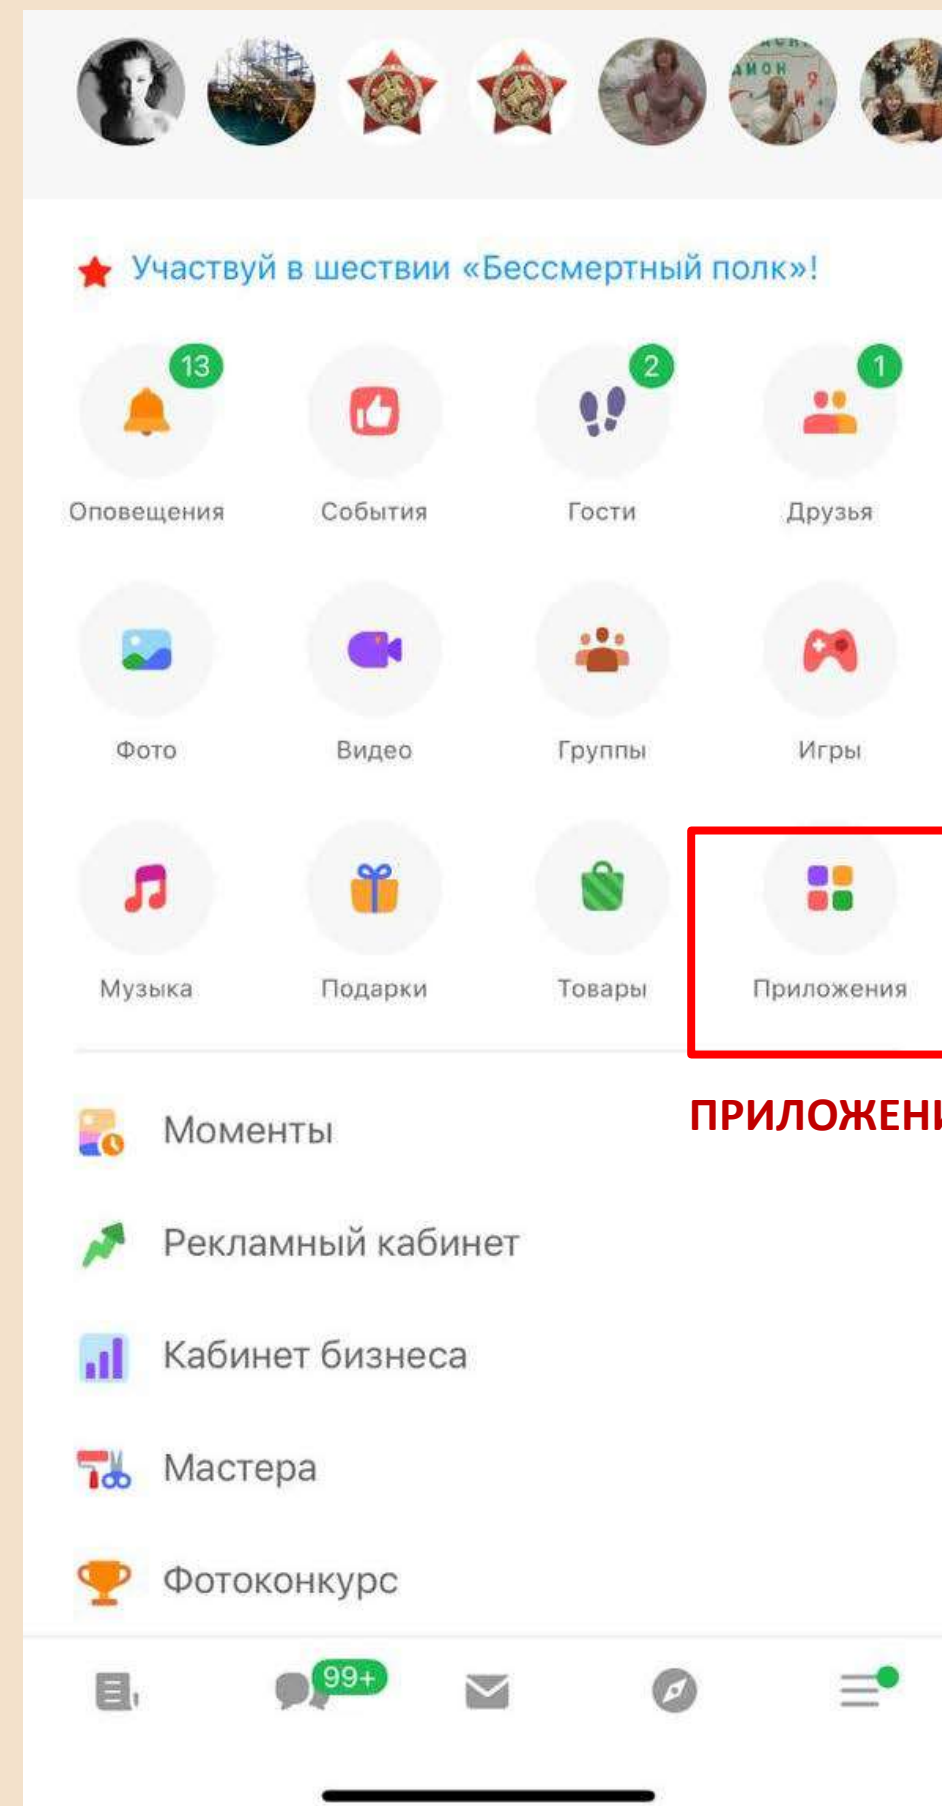 Участвуй в шествии «Бессмертный полк»!
13
2
1
Оповещения События Гости Друзья
Фото Видео Группы Игры
Музыка Подарки Товары Приложения
ПРИЛОЖЕНИ
Моменты
Рекламный кабинет
Кабинет бизнеса
Мастера
Фотоконкурс
99+